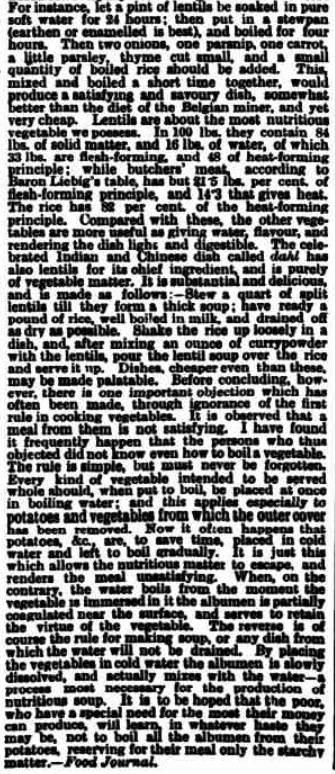 For instance, let a pint of lentils be soaked in pure
soft water for 24 hours; then put in a stewpan
(earthen or enamelled is best), and boiled for four
hours. Then two onions, one parsnip, one carrot,
a little parsley, thyme cut small, and a small
quantity of boiled rice should be added. This,
mixed and boiled a short time together, would
produce a satisfying and savoury dish, somewhat
better than the diet of the Belgian miner, and yet
very cheap. Lentils are about the most nutritious
vegetable we possess. In 100 lbs. they contain 84
lbs. of solid matter, and 16 lbs. of water, of which
33 lbs. are flesh-forming, and 48 of heat-forming
principle; while butchers' meat, according to
Baron Liebig's table, has but 21·5 lbs. per cent. of
flesh-forming principle, and 14·3 that gives heat.
The rice has 82 per cent. of the heat-forming
principle. Compared with these, the other vege-
tables are more useful as giving water, flavour, and
rendering the dish light and digestible. The cele-
brated Indian and Chinese dish called dahl has
also lentils for its chief ingredient, and is purely
of vegetable matter. It is substantial and delicious,
and is made as follows:—Stew a quart of split
lentils till they form a thick soup; have ready a
pound of rice, well boiled in milk, and drained off
as dry as possible. Shake the rice up loosely in a
dish, and, after mixing an ounce of currypowder
with the lentils, pour the lentil soup over the rice
and serve it up. Dishes, cheaper even than these,
may be made palatable. Before concluding, how-
ever, there is one important objection which has
often been made, through ignorance of the first
rule in cooking vegetables. It is observed that a
meal from them is not satisfying. I have found
it frequently happen that the persons who thus
objected did not know even how to boil a vegetable.
The rule is simple, but must never be forgotten.
Every kind of vegetable intended to be served
whole should, when put to boil, be placed at once
in boiling water; and this applies especially to
potatoes and vegetables from which the outer cover
has been removed. Now it often happens that
potatoes, &c., are, to save time, placed in cold
water and left to boil gradually. It is just this
which allows the nutritious matter to escape, and
renders the meal unsatisfying. When, on the
contrary, the water boils from the moment the
vegetable is immersed in it the albumen is partially
coagulated near the surface, and serves to retain
the virtue of the vegetable. The reverse is of
course the rule for making soup, or any dish from
which the water will not be drained. By placing
the vegetables in cold water the albumen is slowly
dissolved, and actually mixes with the water—a
process most necessary for the production of
nutritious soup. It is to be hoped that the poor,
who have a special need for the most their money
can produce, will learn, in whatever haste they
may be, not to boil all the albumen from their
potatoes, reserving for their meal only the starchy
matter.—Food Journal.